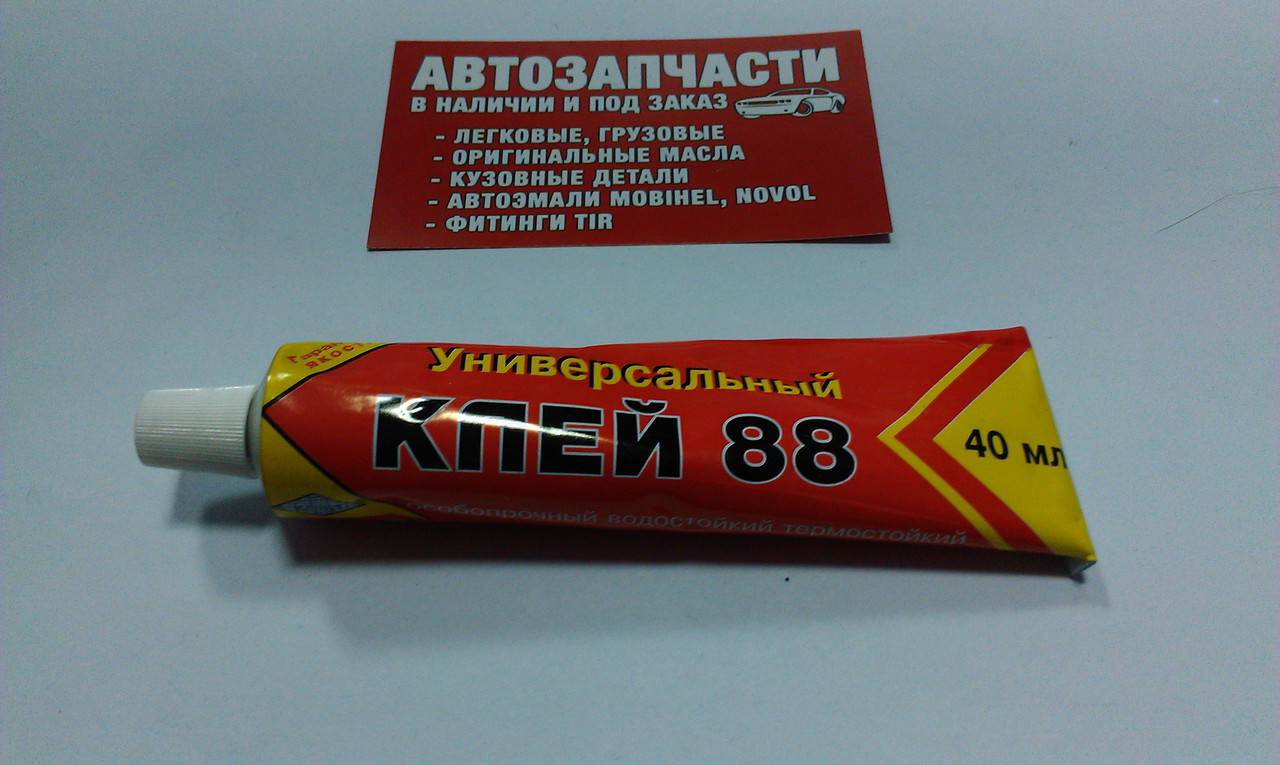 АВТОЗАПЧАСТИ
В НАЛИЧИИ И ПОД ЗАКАЗ
- ЛЕГКОВЫЕ, ГРУЗОВЫЕ
- ОРИГИНАЛЬНЫЕ МАСЛА
- КУЗОВНЫЕ ДЕТАЛИ
- АВТОЭМАЛИ MOBIHEL, NOVOL
- ФИТИНГИ TIR
Универсальный
КЛЕЙ 88
40 мл
особопрочный водостойкий термостойкий